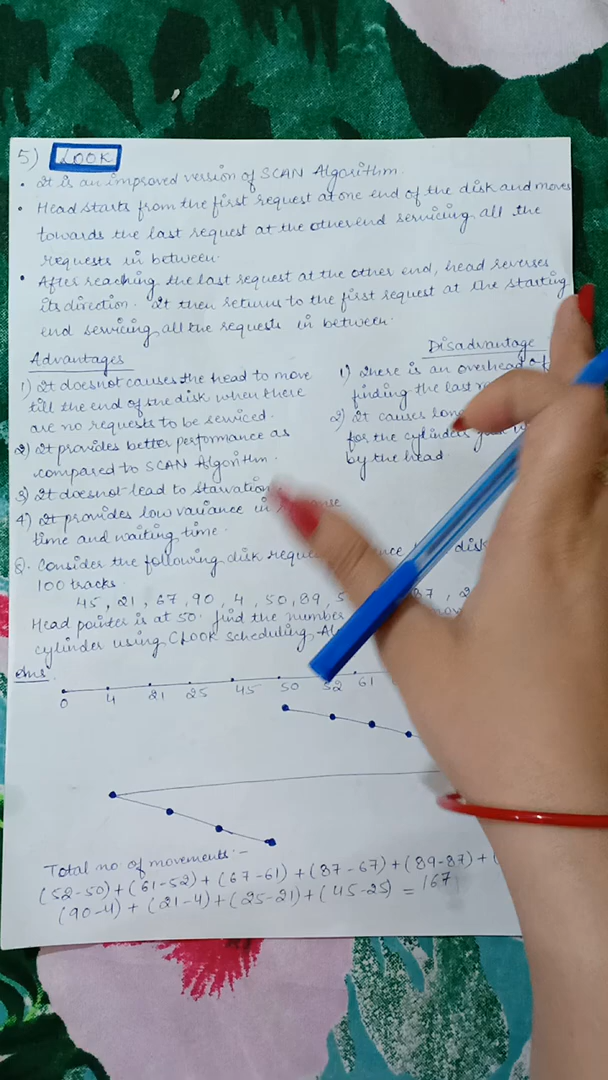 5) LOOK
• It is an improved version of SCAN Algorithm.
• Head starts from the first request at one end of the disk and moves
towards the last request at the other end servicing all the
requests in between.
• After reaching the last request at the other end, head reverses
its direction. It then returns to the first request at the starting
end servicing all the requests in between.
Advantages
1) It doesnot causes the head to move
till the end of the disk when there
are no requests to be serviced.
2) It provides better performance as
compared to SCAN Algorithm.
3) It doesnot lead to starvation
4) It provides low variance in
time and waiting time.
Disadvantage
1) There is an overhead of
finding the last
2) It causes
for the cylinders
by the head.
Q. Consider the following disk disk
100 tracks.
45, 21, 67, 90, 4, 50, 89,
Head pointer is at 50. find the number
cylinder using CLOOK scheduling
Ans.
0 4 21 25 45 50 52 61
Total no. of movements :-
(52-50) + (61-52) + (67-61) + (87-67) + (89-87) + (
(90-4) + (21-4) + (25-21) + (45-25) = 167